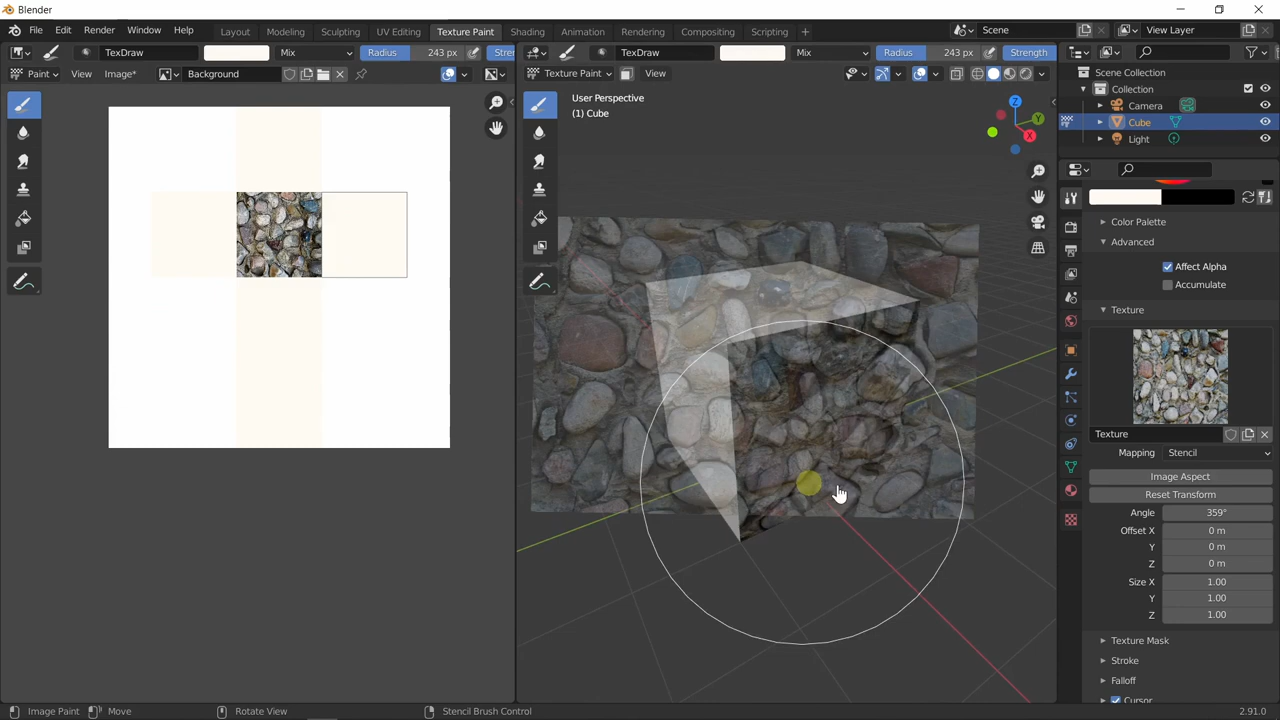 Blender
File Edit Render Window Help Layout Modeling Sculpting UV Editing Texture Paint Shading Animation Rendering Compositing Scripting + Scene View Layer
TexDraw Mix Radius 243 px Stren TexDraw Mix Radius 243 px Strength
Paint View Image* Background Texture Paint View
User Perspective
(1) Cube
Z
Y
X
Scene Collection
Collection
Camera
Cube
Light
Color Palette
Advanced
Affect Alpha
Accumulate
Texture
Texture
Mapping Stencil
Image Aspect
Reset Transform
Angle 359°
Offset X 0 m
Y 0 m
Z 0 m
Size X 1.00
Y 1.00
Z 1.00
Texture Mask
Stroke
Falloff
Cursor
Image Paint Move Rotate View Stencil Brush Control 2.91.0